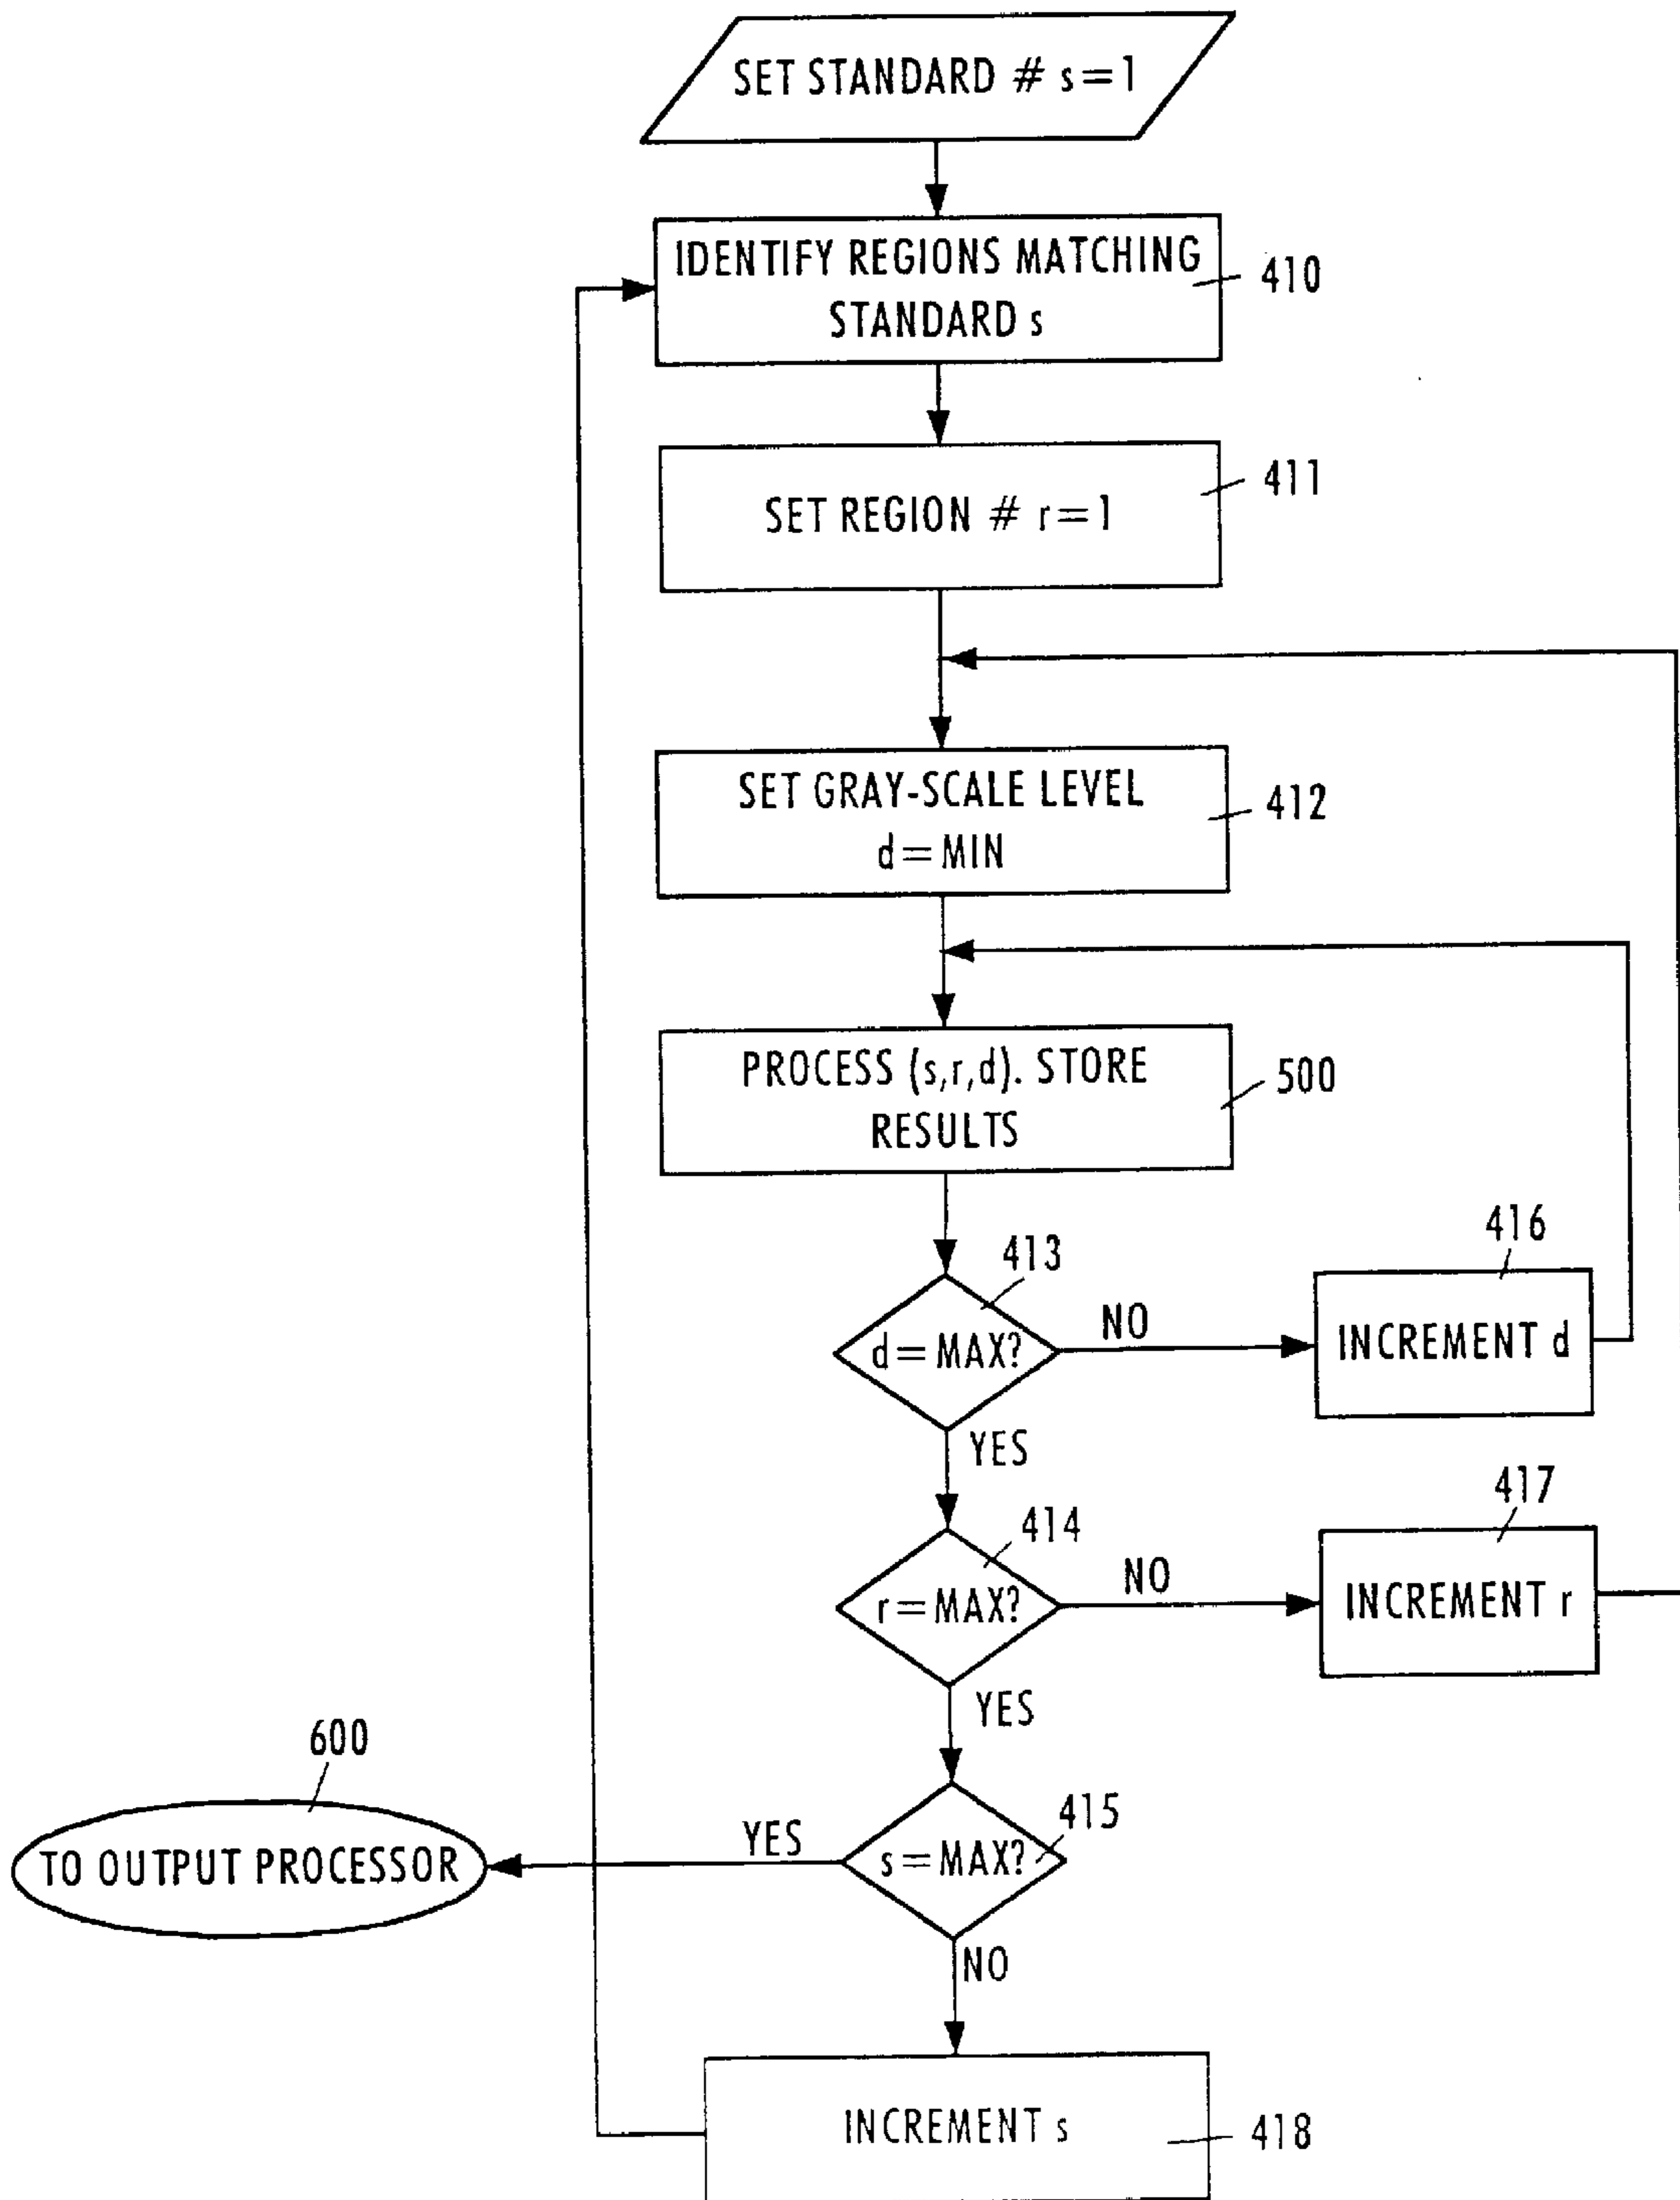 SET STANDARD # s=1
IDENTIFY REGIONS MATCHING
STANDARD s
410
SET REGION # r=1
411
SET GRAY-SCALE LEVEL
d=MIN
412
PROCESS (s,r,d). STORE
RESULTS
500
413
d=MAX?
NO
416
INCREMENT d
YES
414
r=MAX?
NO
417
INCREMENT r
YES
415
s=MAX?
YES
600
TO OUTPUT PROCESSOR
NO
INCREMENT s
418